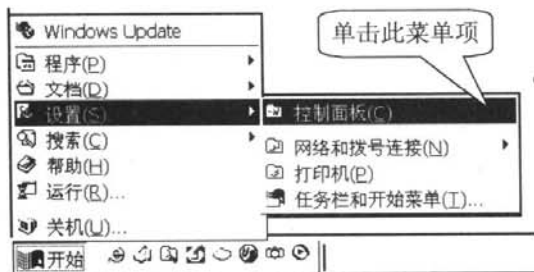 Windows Update
单击此菜单项
程序(P)
文档(D)
设置(S)
控制面板(C)
搜索(C)
网络和拨号连接(N)
帮助(H)
打印机(P)
运行(R)...
任务栏和开始菜单(T)...
关机(U)...
开始